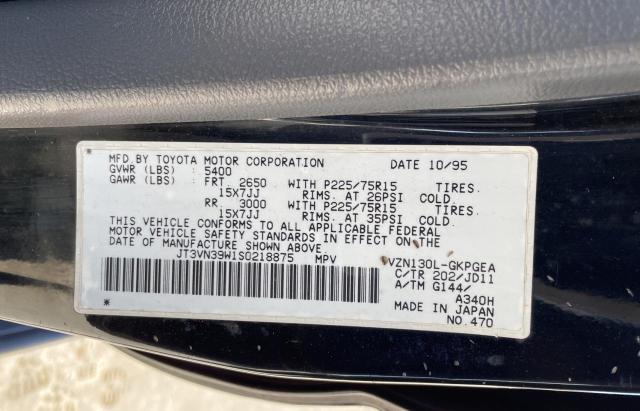 MFD.BY TOYOTA MOTOR CORPORATION DATE 10/95
GVWR (LBS) : 5400
GAWR (LBS) : FRT. 2650 WITH P225/75R15 TIRES.
15X7JJ RIMS. AT 26PSI COLD.
RR. 3000 WITH P225/75R15 TIRES.
15X7JJ RIMS. AT 35PSI COLD.
THIS VEHICLE CONFORMS TO ALL APPLICABLE FEDERAL
MOTOR VEHICLE SAFETY STANDARDS IN EFFECT ON THE
DATE OF MANUFACTURE SHOWN ABOVE.
JT3VN39W1S0218875 MPV VZN130L-GKPGEA
C/TR 202/JD11
A/TM G144/
A340H
MADE IN JAPAN
NO.470